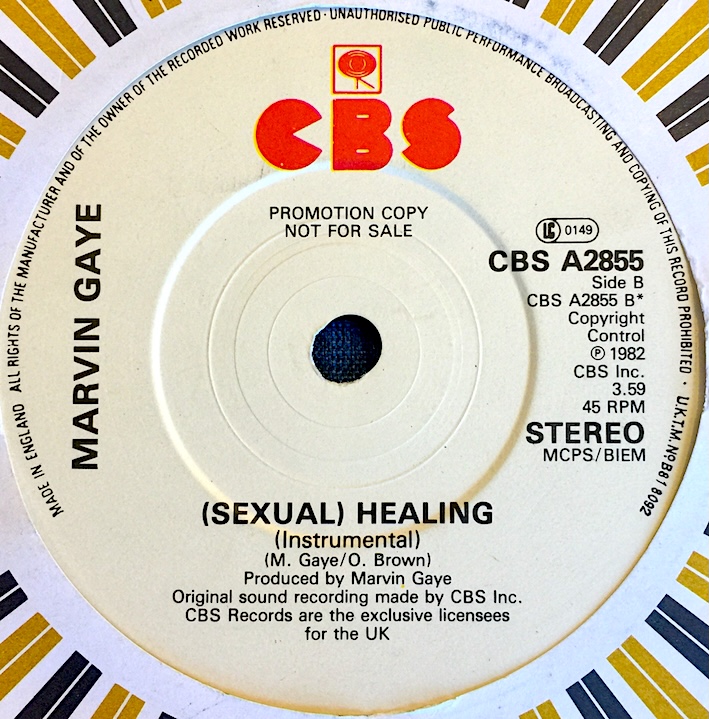 MADE IN ENGLAND ALL RIGHTS OF THE MANUFACTURER AND OF THE OWNER OF THE RECORDED WORK RESERVED · UNAUTHORISED PUBLIC PERFORMANCE BROADCASTING AND COPYING OF THIS RECORD PROHIBITED · U.K.T.M. Nº B818092
CBS
PROMOTION COPY
NOT FOR SALE
MARVIN GAYE
LC 0149
CBS A2855
Side B
CBS A2855 B*
Copyright
Control
℗ 1982
CBS Inc.
3.59
45 RPM
STEREO
MCPS/BIEM
(SEXUAL) HEALING
(Instrumental)
(M. Gaye/O. Brown)
Produced by Marvin Gaye
Original sound recording made by CBS Inc.
CBS Records are the exclusive licensees
for the UK